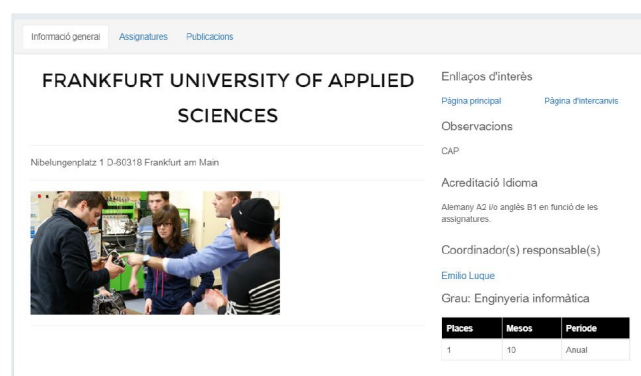 Informació general Assignatures Publicacions
FRANKFURT UNIVERSITY OF APPLIED
SCIENCES
Nibelungenplatz 1 D-60318 Frankfurt am Main
Enllaços d'interès
Pàgina principal Pàgina d'intercanvis
Observacions
CAP
Acreditació Idioma
Alemany A2 i/o anglès B1 en funció de les
assignatures.
Coordinador(s) responsable(s)
Emilio Luque
Grau: Enginyeria informàtica
Places Mesos Periode
1 10 Anual